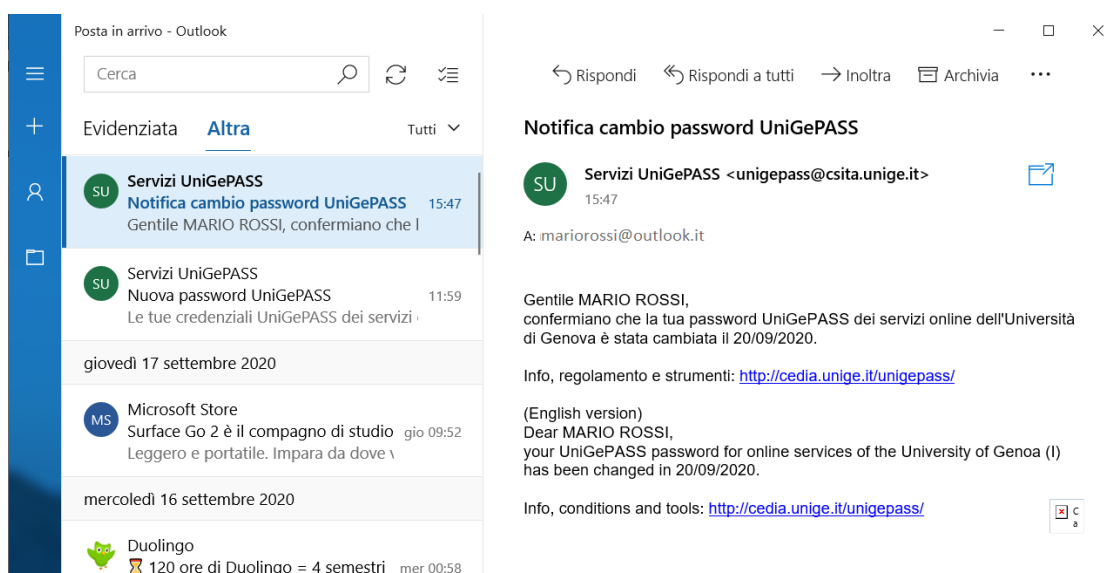 Posta in arrivo - Outlook
Cerca
Evidenziata Altra Tutti
SU
Servizi UniGePASS
Notifica cambio password UniGePASS 15:47
Gentile MARIO ROSSI, confermiano che l
SU
Servizi UniGePASS
Nuova password UniGePASS 11:59
Le tue credenziali UniGePASS dei servizi
giovedì 17 settembre 2020
MS
Microsoft Store
Surface Go 2 è il compagno di studio gio 09:52
Leggero e portatile. Impara da dove v
mercoledì 16 settembre 2020
Duolingo
120 ore di Duolingo = 4 semestri mer 00:58
Rispondi Rispondi a tutti Inoltra Archivia
Notifica cambio password UniGePASS
SU
Servizi UniGePASS <unigepass@csita.unige.it>
15:47
A: mariorossi@outlook.it
Gentile MARIO ROSSI,
confermiano che la tua password UniGePASS dei servizi online dell'Università
di Genova è stata cambiata il 20/09/2020.
Info, regolamento e strumenti: http://cedia.unige.it/unigepass/
(English version)
Dear MARIO ROSSI,
your UniGePASS password for online services of the University of Genoa (I)
has been changed in 20/09/2020.
Info, conditions and tools: http://cedia.unige.it/unigepass/
C
a